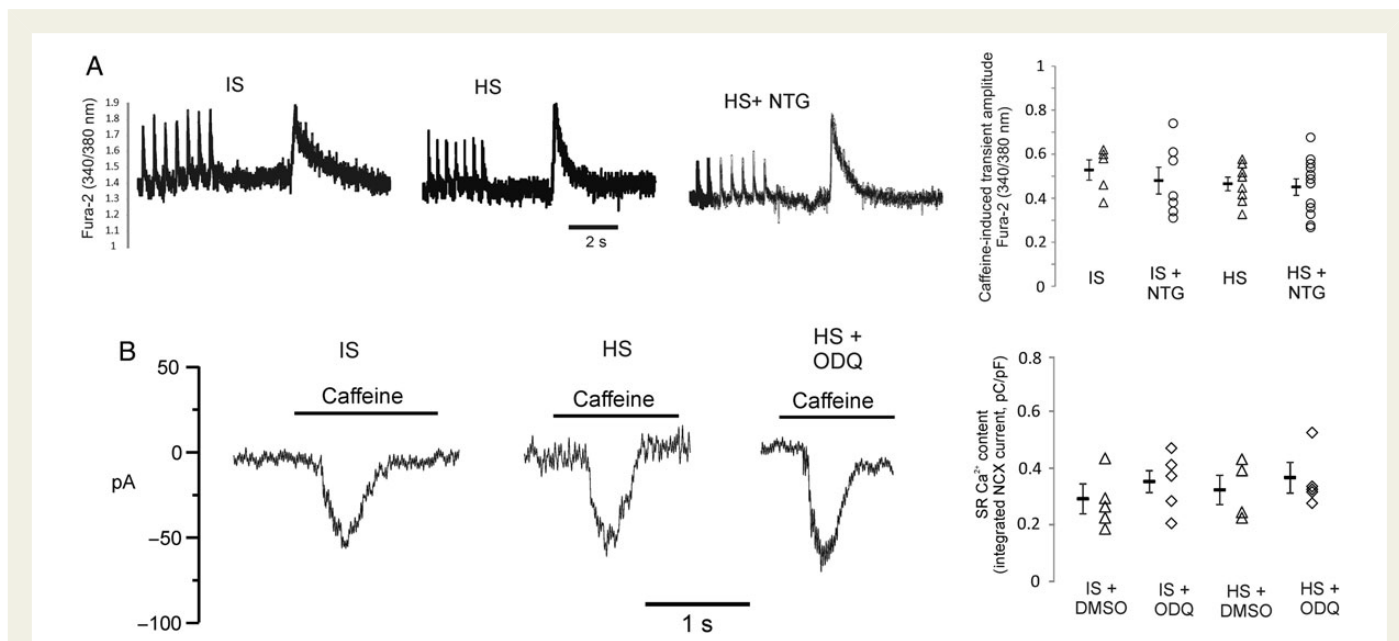 A
IS
HS
HS+ NTG
Fura-2 (340/380 nm)
1.9
1.8
1.7
1.6
1.5
1.4
1.3
1.2
1.1
1
2 s
Caffeine-induced transient amplitude
Fura-2 (340/380 nm)
1
0.8
0.6
0.4
0.2
0
IS
IS +
NTG
HS
HS +
NTG
B
IS
HS
HS +
ODQ
Caffeine
Caffeine
Caffeine
50
0
−50
−100
pA
1 s
SR Ca²⁺ content
(integrated NCX current, pC/pF)
0.8
0.6
0.4
0.2
0
IS +
DMSO
IS +
ODQ
HS +
DMSO
HS +
ODQ